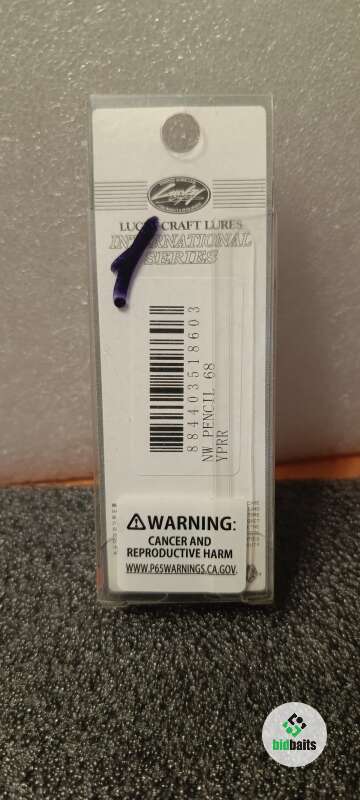 Lucky
LUCKY CRAFT LURES
INTERNATIONAL
SERIES
884403518603
NW PENCIL 68
YPRR
WARNING:
CANCER AND
REPRODUCTIVE HARM
WWW.P65WARNINGS.CA.GOV.
bidbaits